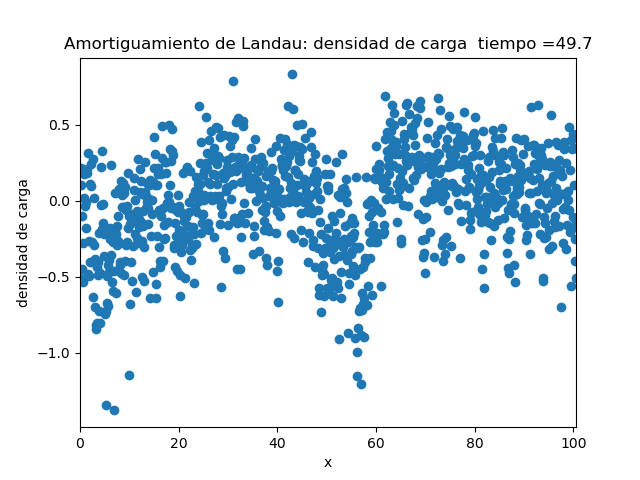 Amortiguamiento de Landau: densidad de carga  tiempo =49.7
densidad de carga
0.5
0.0
−0.5
−1.0
0 20 40 60 80 100
x